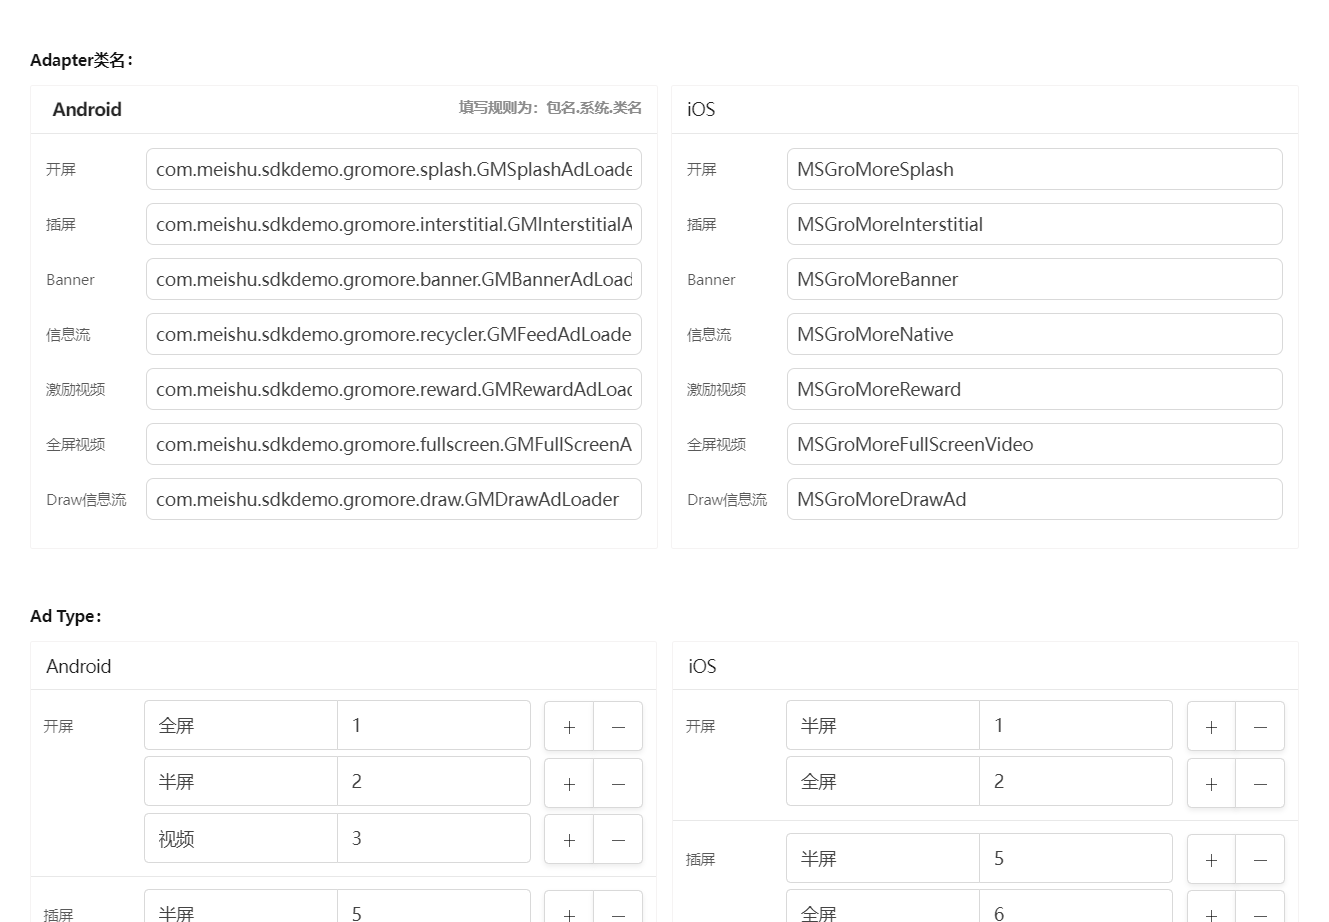 Adapter类名：
Android
填写规则为：包名.系统.类名
开屏
com.meishu.sdkdemo.gromore.splash.GMSplashAdLoade
插屏
com.meishu.sdkdemo.gromore.interstitial.GMInterstitialA
Banner
com.meishu.sdkdemo.gromore.banner.GMBannerAdLoad
信息流
com.meishu.sdkdemo.gromore.recycler.GMFeedAdLoade
激励视频
com.meishu.sdkdemo.gromore.reward.GMRewardAdLoad
全屏视频
com.meishu.sdkdemo.gromore.fullscreen.GMFullScreenA
Draw信息流
com.meishu.sdkdemo.gromore.draw.GMDrawAdLoader
iOS
开屏
MSGroMoreSplash
插屏
MSGroMoreInterstitial
Banner
MSGroMoreBanner
信息流
MSGroMoreNative
激励视频
MSGroMoreReward
全屏视频
MSGroMoreFullScreenVideo
Draw信息流
MSGroMoreDrawAd
Ad Type：
Android
开屏
全屏 1 + −
半屏 2 + −
视频 3 + −
插屏
半屏 5 + −
iOS
开屏
半屏 1 + −
全屏 2 + −
插屏
半屏 5 + −
全屏 6 + −